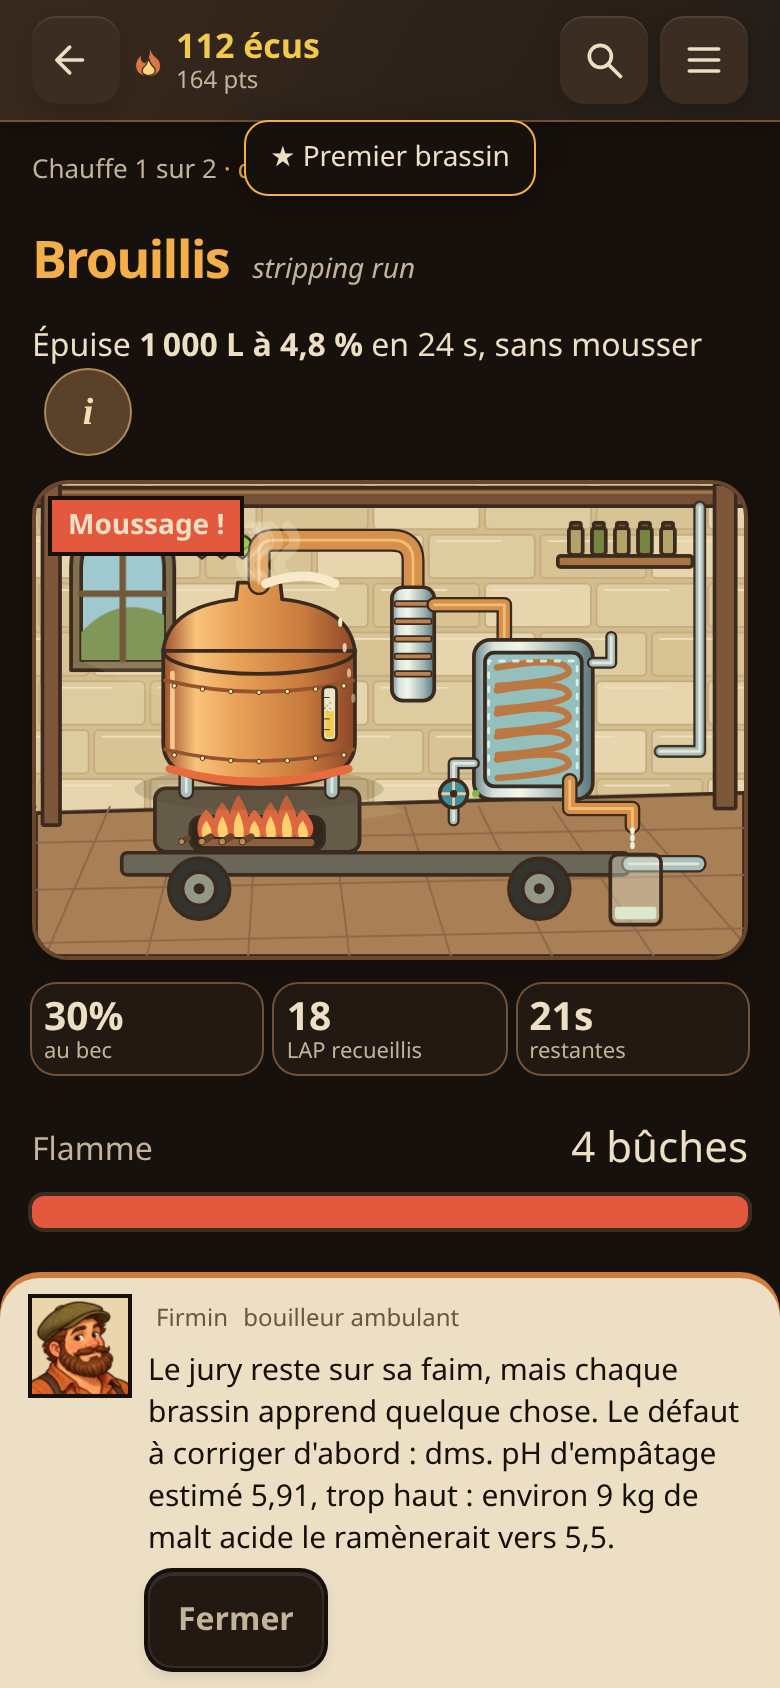 112 écus
164 pts
★ Premier brassin
Chauffe 1 sur 2 ·
Brouillis stripping run
Épuise 1 000 L à 4,8 % en 24 s, sans mousser
i
Moussage !
30%
au bec
18
LAP recueillis
21s
restantes
Flamme
4 bûches
Firmin bouilleur ambulant
Le jury reste sur sa faim, mais chaque
brassin apprend quelque chose. Le défaut
à corriger d'abord : dms. pH d'empâtage
estimé 5,91, trop haut : environ 9 kg de
malt acide le ramènerait vers 5,5.
Fermer